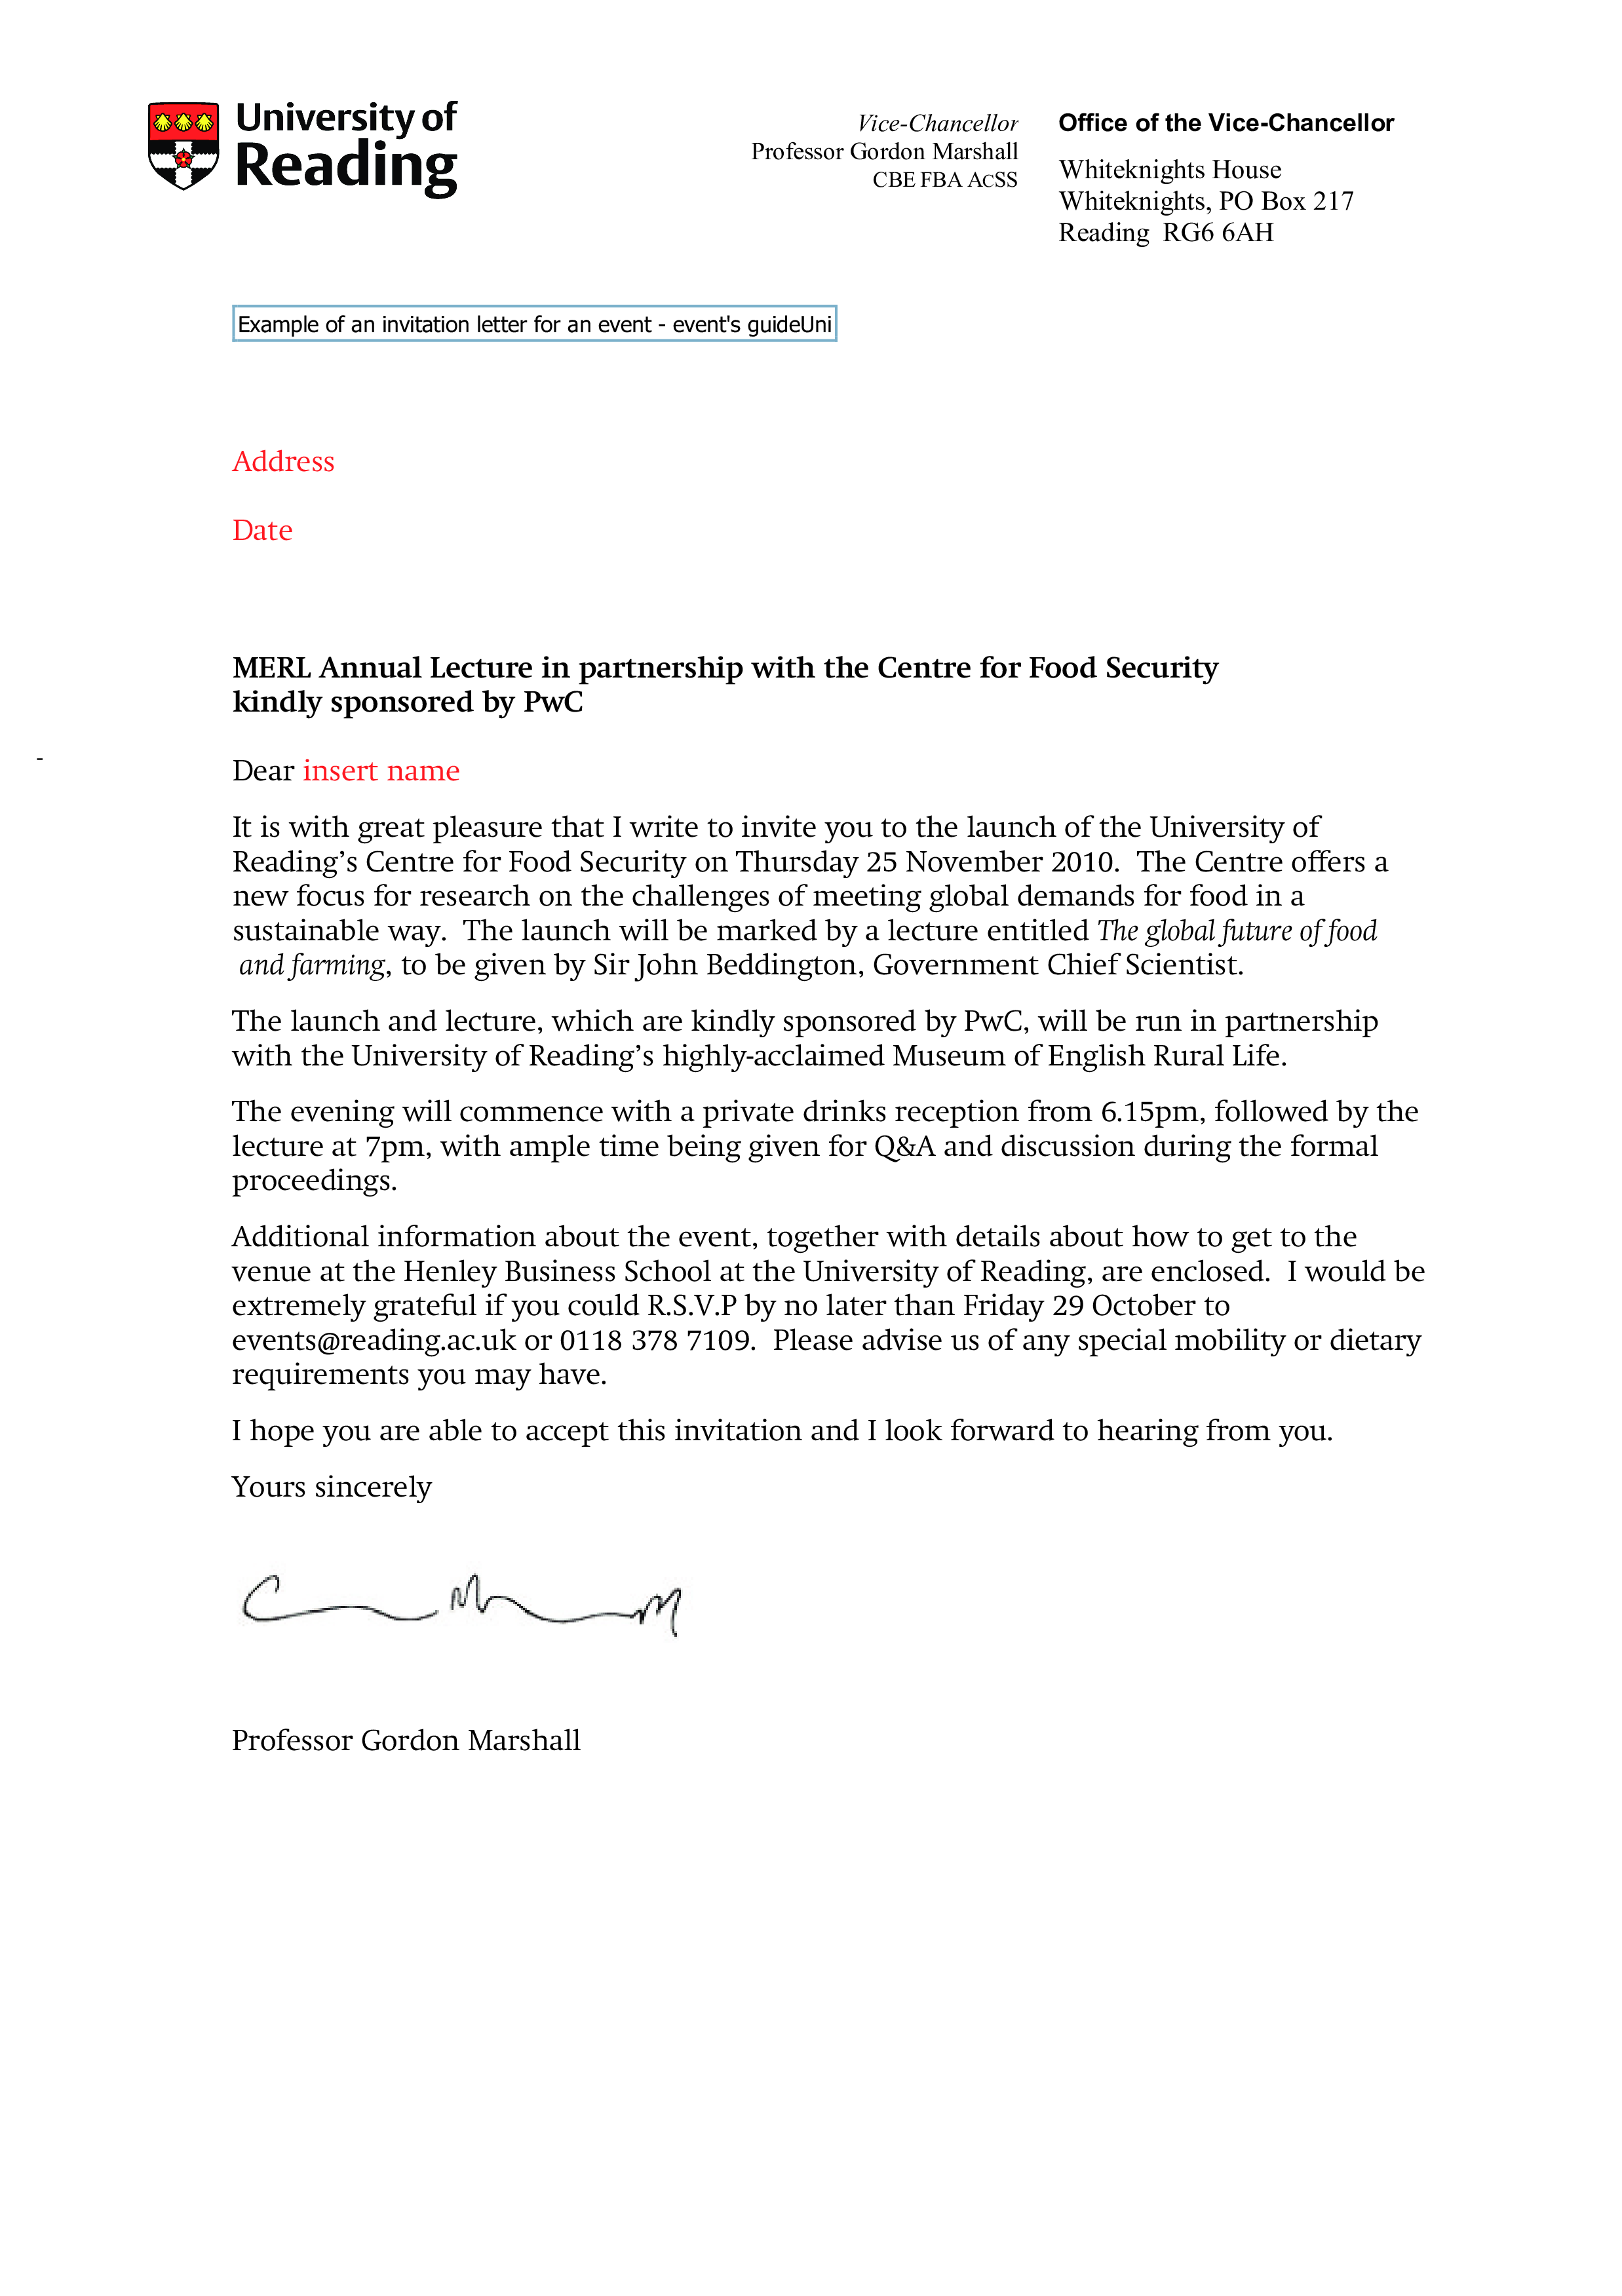 University of
Reading
Vice-Chancellor
Professor Gordon Marshall
CBE FBA AcSS
Office of the Vice-Chancellor
Whiteknights House
Whiteknights, PO Box 217
Reading  RG6 6AH
Example of an invitation letter for an event - event's guideUni
Address
Date
MERL Annual Lecture in partnership with the Centre for Food Security
kindly sponsored by PwC
-
Dear insert name
It is with great pleasure that I write to invite you to the launch of the University of
Reading’s Centre for Food Security on Thursday 25 November 2010.  The Centre offers a
new focus for research on the challenges of meeting global demands for food in a
sustainable way.  The launch will be marked by a lecture entitled The global future of food
and farming, to be given by Sir John Beddington, Government Chief Scientist.
The launch and lecture, which are kindly sponsored by PwC, will be run in partnership
with the University of Reading’s highly-acclaimed Museum of English Rural Life.
The evening will commence with a private drinks reception from 6.15pm, followed by the
lecture at 7pm, with ample time being given for Q&A and discussion during the formal
proceedings.
Additional information about the event, together with details about how to get to the
venue at the Henley Business School at the University of Reading, are enclosed.  I would be
extremely grateful if you could R.S.V.P by no later than Friday 29 October to
events@reading.ac.uk or 0118 378 7109.  Please advise us of any special mobility or dietary
requirements you may have.
I hope you are able to accept this invitation and I look forward to hearing from you.
Yours sincerely
Professor Gordon Marshall